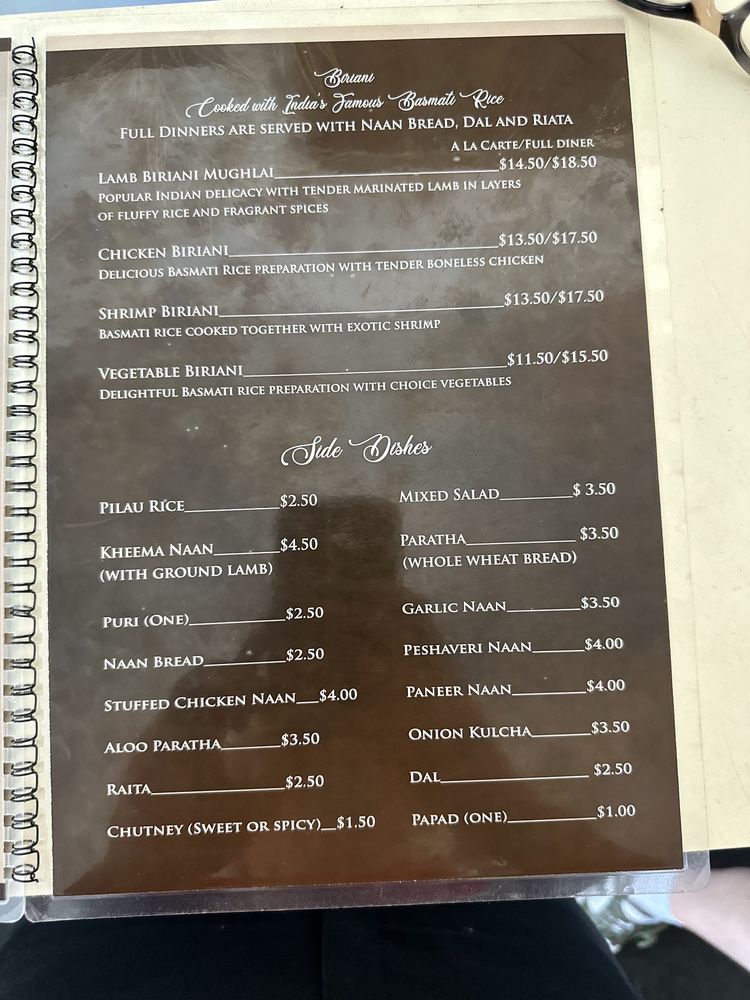 Biriani
Cooked with India's Famous Basmati Rice
Full Dinners are served with Naan Bread, Dal and Riata
A la Carte/Full diner
Lamb Biriani Mughlai $14.50/$18.50
Popular Indian delicacy with tender marinated lamb in layers
of fluffy rice and fragrant spices
Chicken Biriani $13.50/$17.50
Delicious Basmati Rice preparation with tender boneless chicken
Shrimp Biriani $13.50/$17.50
Basmati rice cooked together with exotic shrimp
Vegetable Biriani $11.50/$15.50
Delightful Basmati rice preparation with choice vegetables
Side Dishes
Pilau Rice $2.50
Kheema Naan $4.50
(with ground lamb)
Puri (one) $2.50
Naan Bread $2.50
Stuffed Chicken Naan $4.00
Aloo Paratha $3.50
Raita $2.50
Chutney (sweet or spicy) $1.50
Mixed Salad $ 3.50
Paratha $3.50
(whole wheat bread)
Garlic Naan $3.50
Peshaveri Naan $4.00
Paneer Naan $4.00
Onion Kulcha $3.50
Dal $2.50
Papad (one) $1.00